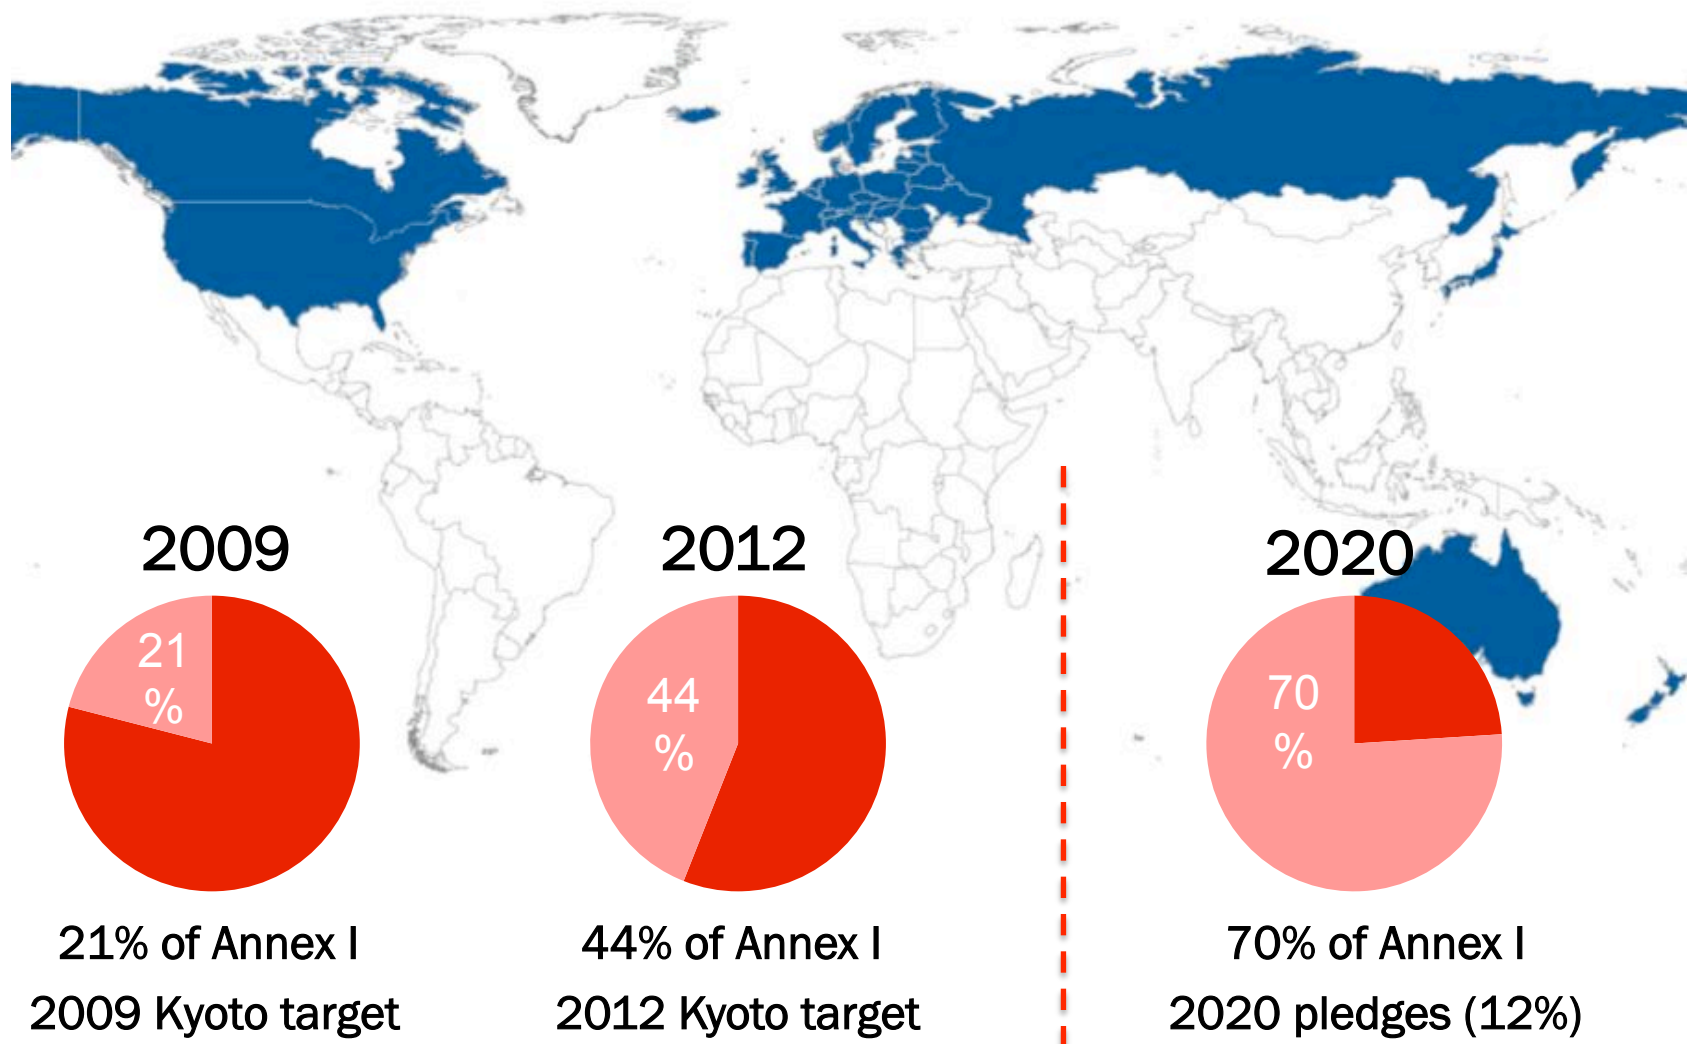 2009
2012
2020
21
%
44
%
70
%
21% of Annex I
2009 Kyoto target
44% of Annex I
2012 Kyoto target
70% of Annex I
2020 pledges (12%)